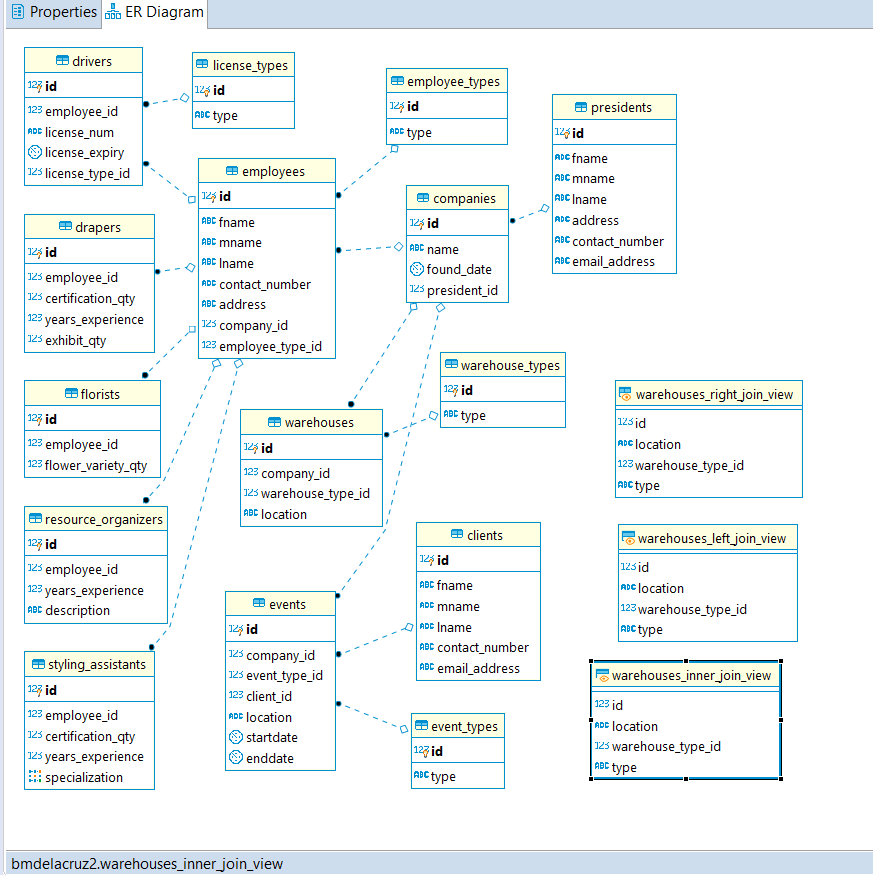 Properties
ER Diagram
drivers
id
employee_id
license_num
license_expiry
license_type_id
license_types
id
type
employee_types
id
type
presidents
id
fname
mname
lname
address
contact_number
email_address
employees
id
fname
mname
lname
contact_number
address
company_id
employee_type_id
companies
id
name
found_date
president_id
drapers
id
employee_id
certification_qty
years_experience
exhibit_qty
florists
id
employee_id
flower_variety_qty
warehouse_types
id
type
warehouses
id
company_id
warehouse_type_id
location
warehouses_right_join_view
id
location
warehouse_type_id
type
resource_organizers
id
employee_id
years_experience
description
clients
id
fname
mname
lname
contact_number
email_address
warehouses_left_join_view
id
location
warehouse_type_id
type
events
id
company_id
event_type_id
client_id
location
startdate
enddate
styling_assistants
id
employee_id
certification_qty
years_experience
specialization
event_types
id
type
warehouses_inner_join_view
id
location
warehouse_type_id
type
bmdelacruz2.warehouses_inner_join_view